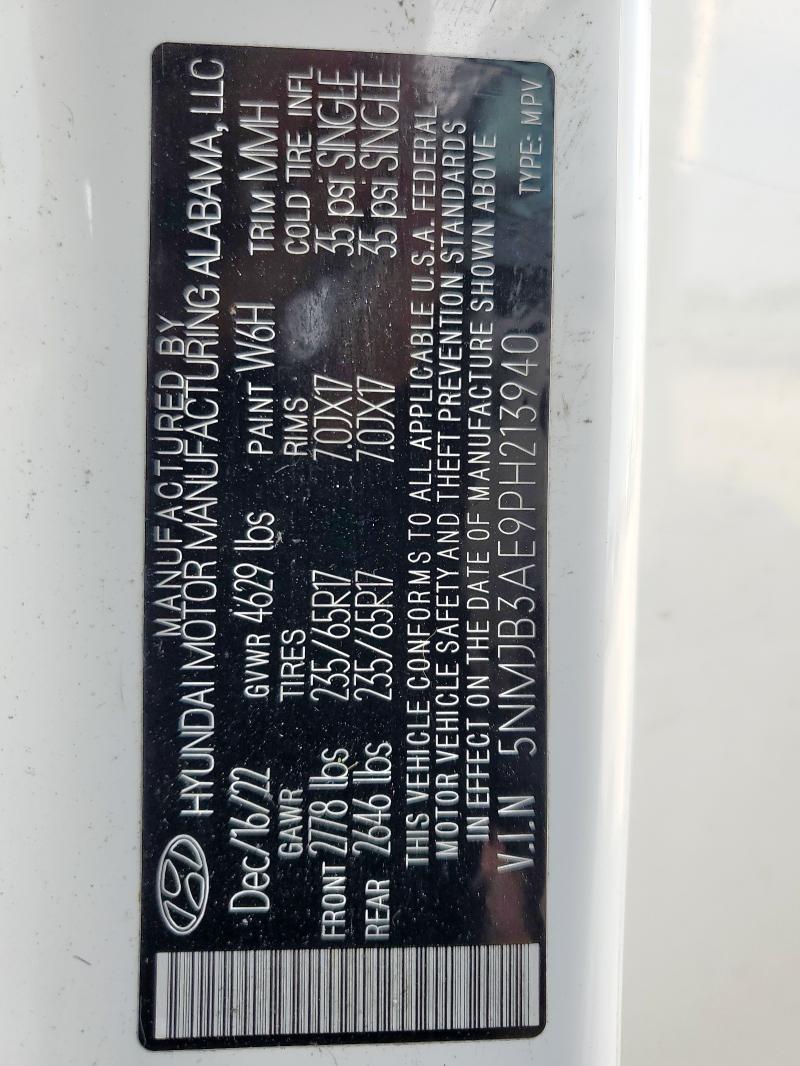 MANUFACTURED BY
HYUNDAI MOTOR MANUFACTURING ALABAMA, LLC
Dec/16/22 GVWR 4629 lbs PAINT W6H TRIM MMH
GAWR TIRES RIMS COLD TIRE INFL
FRONT 2778 lbs 235/65R17 7.0JX17 35 psi SINGLE
REAR 2646 lbs 235/65R17 7.0JX17 35 psi SINGLE
THIS VEHICLE CONFORMS TO ALL APPLICABLE U.S.A. FEDERAL
MOTOR VEHICLE SAFETY AND THEFT PREVENTION STANDARDS
IN EFFECT ON THE DATE OF MANUFACTURE SHOWN ABOVE
V.I.N 5NMJB3AE9PH213940 TYPE: MPV